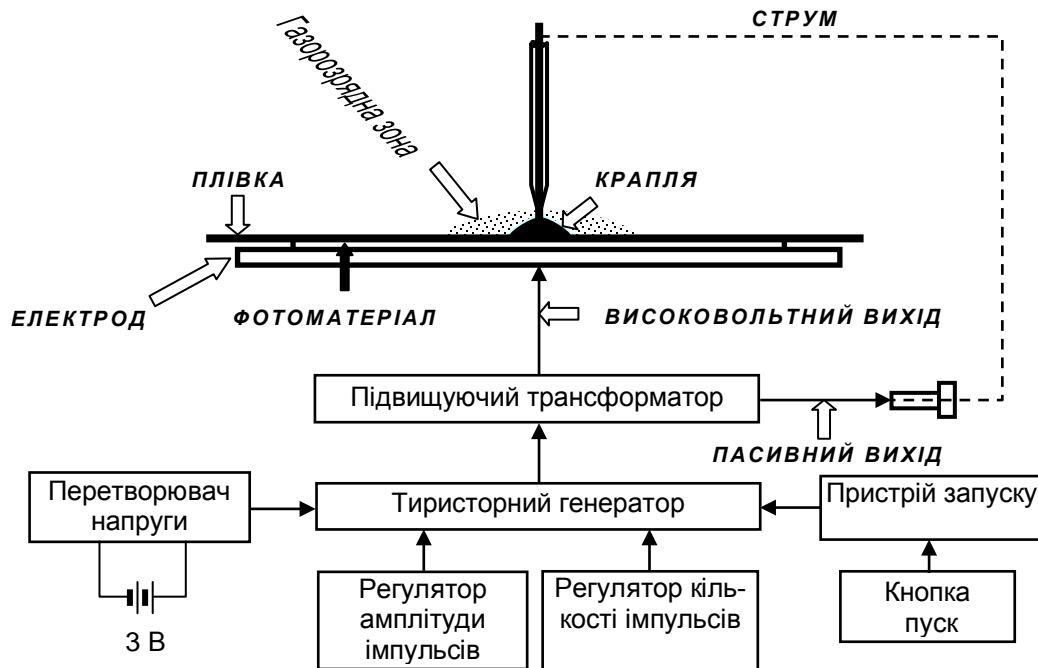 СТРУМ
Газорозрядна зона
ПЛІВКА
КРАПЛЯ
ЕЛЕКТРОД
ФОТОМАТЕРІАЛ
ВИСОКОВОЛЬТНИЙ ВИХІД
Підвищуючий трансформатор
ПАСИВНИЙ ВИХІД
Перетворювач
напруги
Тиристорний генератор
Пристрій запуску
3 В
Регулятор
амплітуди
імпульсів
Регулятор кіль-
кості імпульсів
Кнопка
пуск